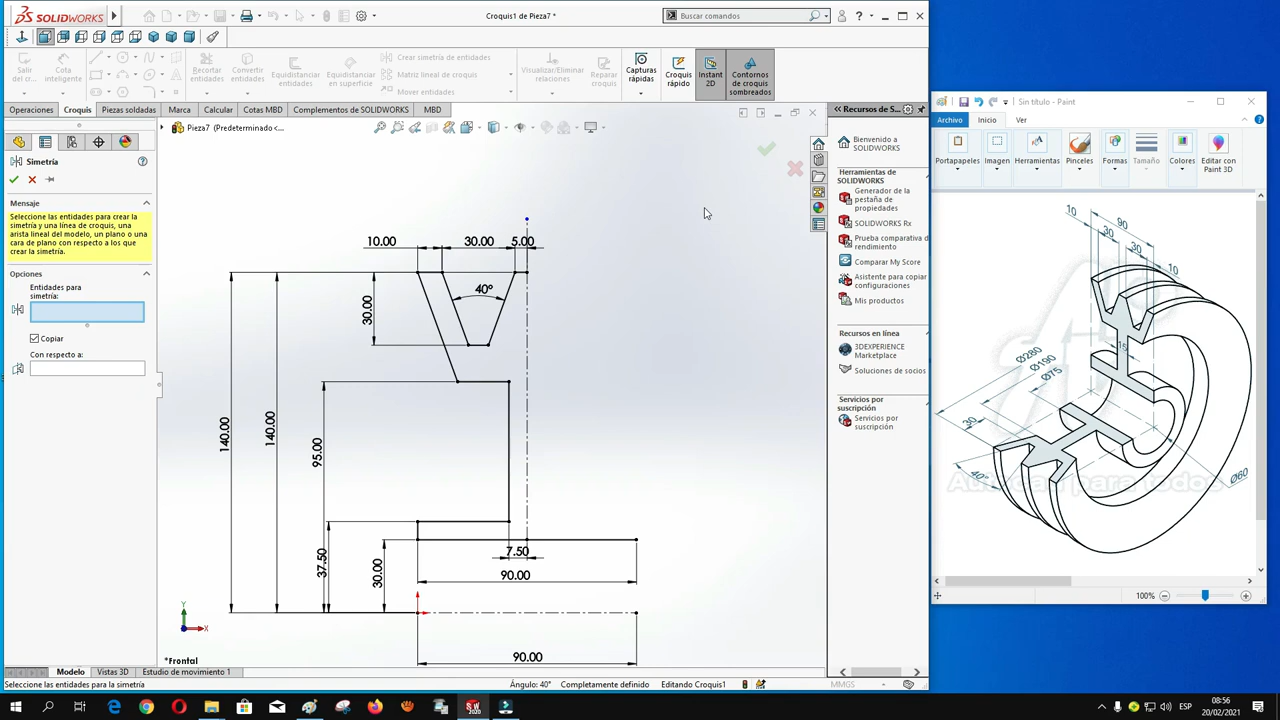 SOLIDWORKS
Croquis1 de Pieza7 *
Buscar comandos
Salir del cr...
Cota inteligente
Recortar entidades
Convertir entidades
Equidistanciar entidades
Equidistanciar en superficie
Crear simetría de entidades
Matriz lineal de croquis
Mover entidades
Visualizar/Eliminar relaciones
Reparar croquis
Capturas rápidas
Croquis rápido
Instant 2D
Contornos de croquis sombreados
Operaciones
Croquis
Piezas soldadas
Marca
Calcular
Cotas MBD
Complementos de SOLIDWORKS
MBD
Pieza7 (Predeterminado <...
Simetría
Mensaje
Seleccione las entidades para crear la
simetría y una línea de croquis, una
arista lineal del modelo, un plano o una
cara de plano con respecto a los que
crear la simetría.
Opciones
Entidades para
simetría:
Copiar
Con respecto a:
10.00
30.00
5.00
40º
30.00
140.00
140.00
95.00
37.50
30.00
7.50
90.00
90.00
Y
X
*Frontal
Recursos de S...
Bienvenido a
SOLIDWORKS
Herramientas de
SOLIDWORKS
Generador de la
pestaña de
propiedades
SOLIDWORKS Rx
Prueba comparativa de
rendimiento
Comparar My Score
Asistente para copiar
configuraciones
Mis productos
Recursos en línea
3DEXPERIENCE
Marketplace
Soluciones de socios
Servicios por
suscripción
Servicios por
suscripción
Modelo
Vistas 3D
Estudio de movimiento 1
Seleccione las entidades para la simetría
Ángulo: 40°
Completamente definido
Editando Croquis1
MMGS
Sin título - Paint
Archivo
Inicio
Ver
Portapapeles
Imagen
Herramientas
Pinceles
Formas
Tamaño
Colores
Editar con
Paint 3D
10
90
30
30
10
15
Ø280
Ø190
Ø75
30
40°
Ø60
Autocad para todos
100%
ESP
08:56
20/02/2021